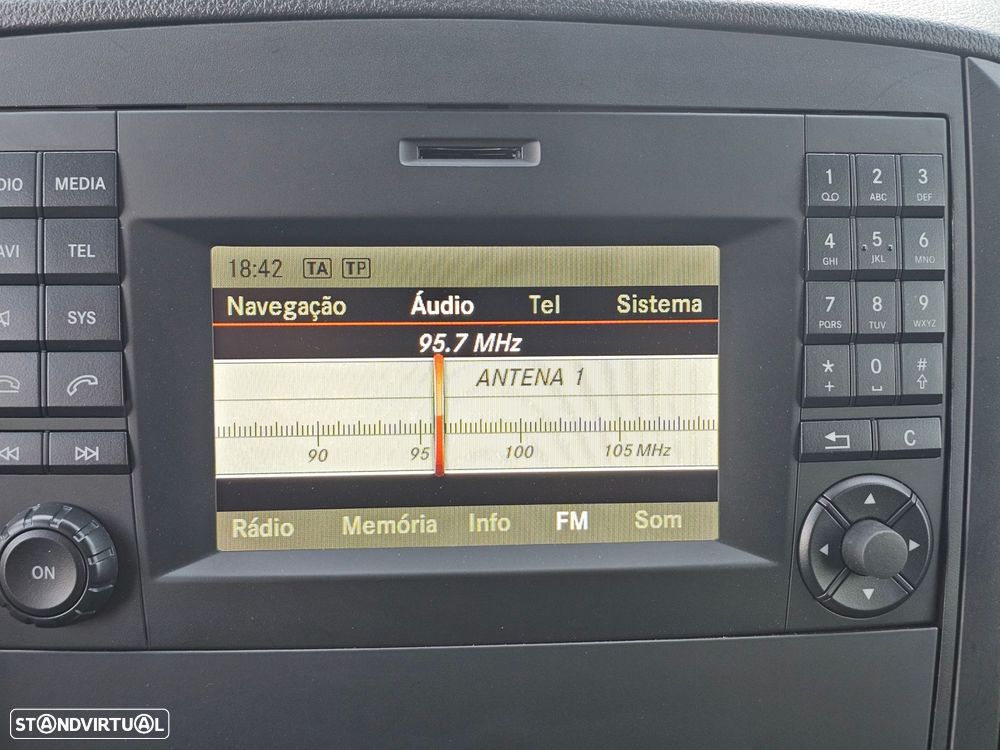 18:42 TA TP
Navegação Áudio Tel Sistema
95.7 MHz
ANTENA 1
90 95 100 105 MHz
Rádio Memória Info FM Som
DIO MEDIA
AVI TEL
SYS
ON
1 2 3
ABC DEF
4 5 6
GHI JKL MNO
7 8 9
PQRS TUV WXYZ
* 0 #
+
C
STANDVIRTUAL